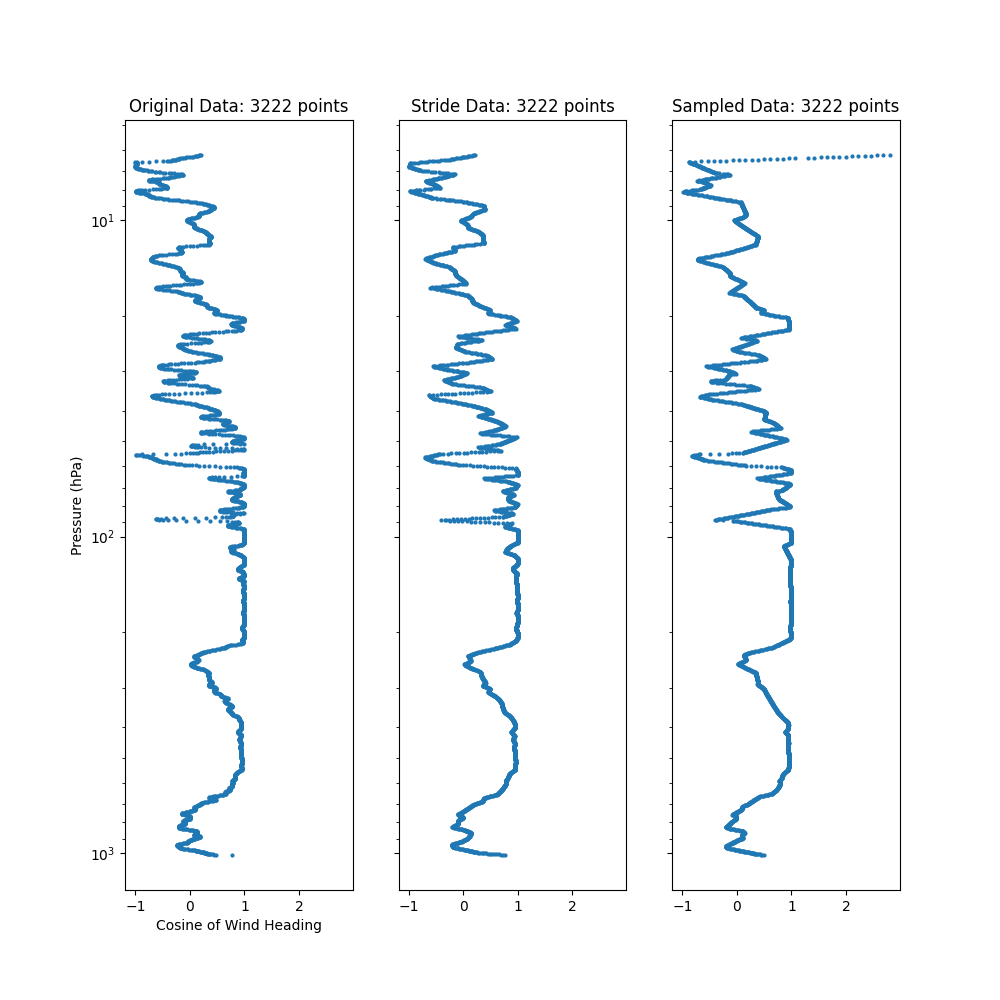 Original Data: 3222 points
Stride Data: 3222 points
Sampled Data: 3222 points
Pressure (hPa)
10¹
10²
10³
−1 0 1 2
−1 0 1 2
−1 0 1 2
Cosine of Wind Heading